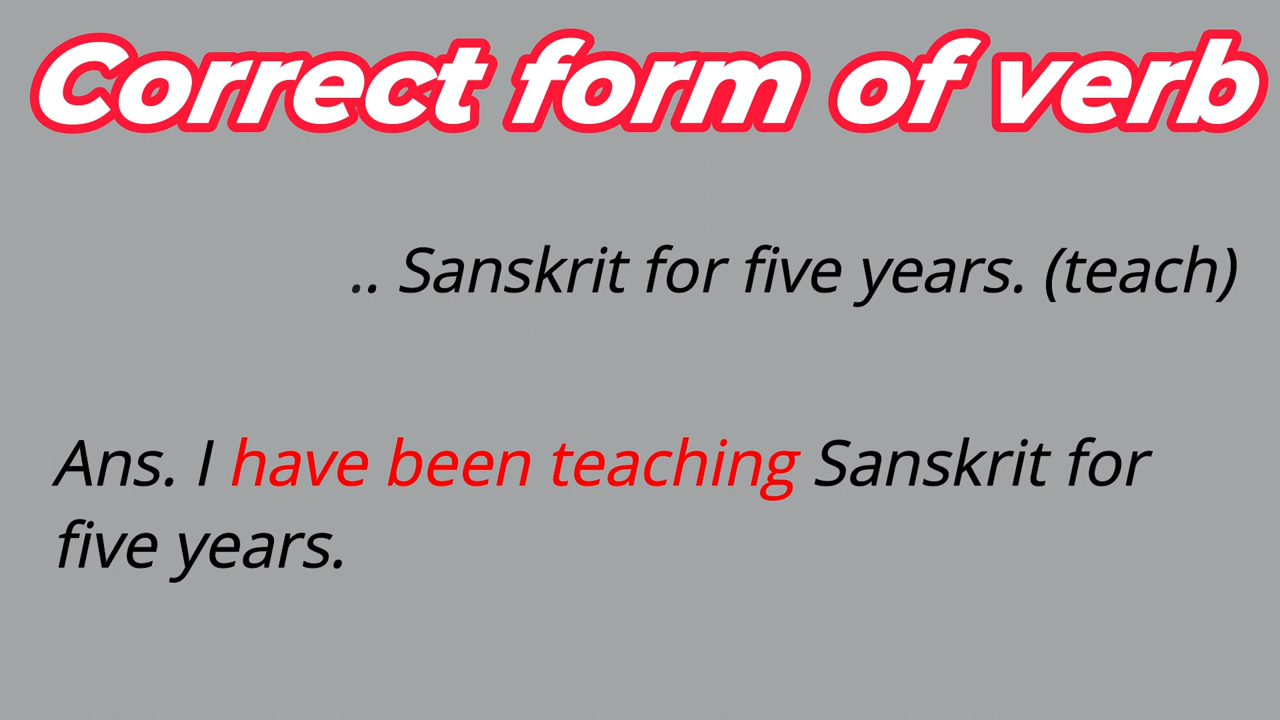 Correct form of verb
.. Sanskrit for five years. (teach)
Ans. I have been teaching Sanskrit for
five years.